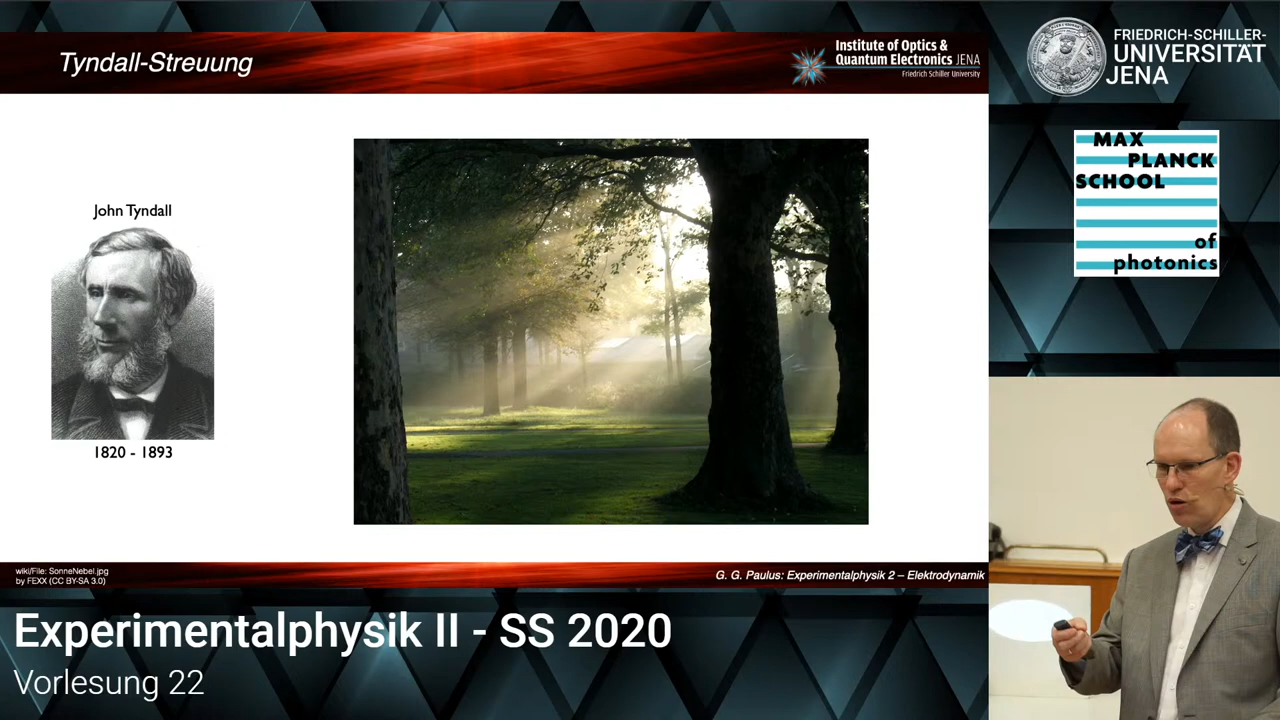 Tyndall-Streuung
Institute of Optics &
Quantum Electronics JENA
Friedrich Schiller University
FRIEDRICH-SCHILLER-
UNIVERSITÄT
JENA
MAX
PLANCK
SCHOOL
of
photonics
John Tyndall
1820 - 1893
wiki/File: SonneNebel.jpg
by FEXX (CC BY-SA 3.0)
G. G. Paulus: Experimentalphysik 2 – Elektrodynamik
Experimentalphysik II - SS 2020
Vorlesung 22